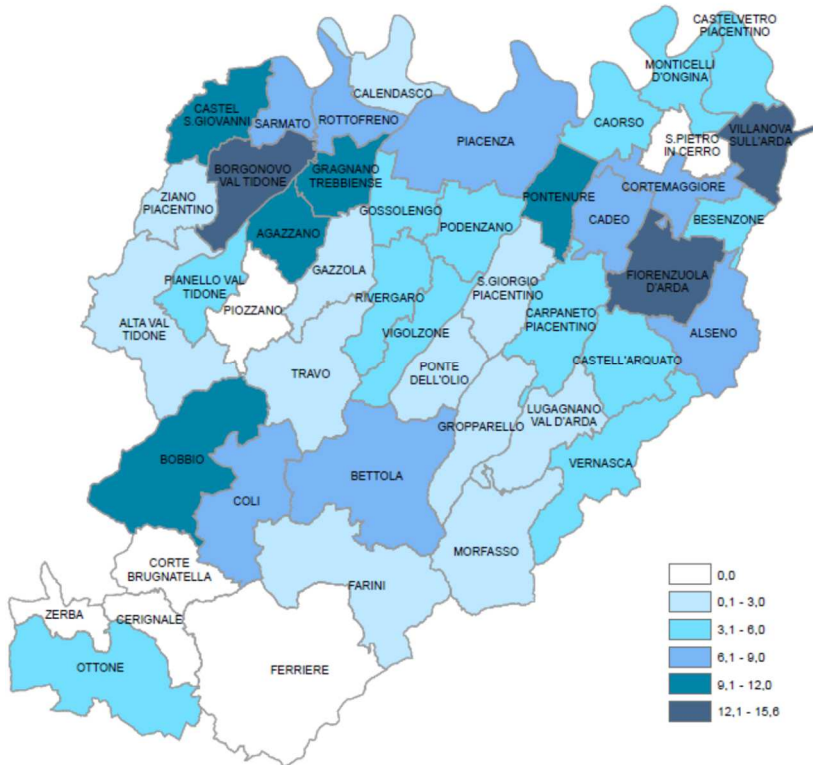 CASTELVETRO
PIACENTINO
MONTICELLI
D'ONGINA
CALENDASCO
CASTEL
S.GIOVANNI
SARMATO
ROTTOFRENO
PIACENZA
CAORSO
S.PIETRO
IN CERRO
VILLANOVA
SULL'ARDA
BORGONOVO
VAL TIDONE
GRAGNANO
TREBBIENSE
ZIANO
PIACENTINO
GOSSOLENGO
PODENZANO
PONTENURE
CADEO
CORTEMAGGIORE
BESENZONE
AGAZZANO
GAZZOLA
PIANELLO VAL
TIDONE
PIOZZANO
RIVERGARO
S.GIORGIO
PIACENTINO
FIORENZUOLA
D'ARDA
ALTA VAL
TIDONE
VIGOLZONE
CARPANETO
PIACENTINO
ALSENO
TRAVO
PONTE
DELL'OLIO
CASTELL'ARQUATO
GROPPARELLO
LUGAGNANO
VAL D'ARDA
BOBBIO
COLI
BETTOLA
VERNASCA
MORFASSO
CORTE
BRUGNATELLA
FARINI
ZERBA
CERIGNALE
OTTONE
FERRIERE
0,0
0,1 - 3,0
3,1 - 6,0
6,1 - 9,0
9,1 - 12,0
12,1 - 15,6